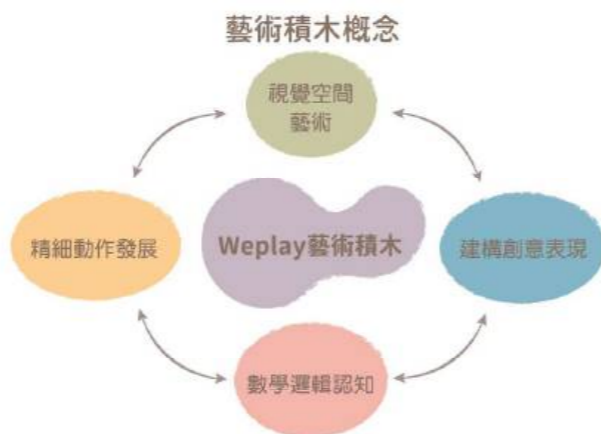 藝術積木概念
視覺空間
藝術
精細動作發展
Weplay藝術積木
建構創意表現
數學邏輯認知